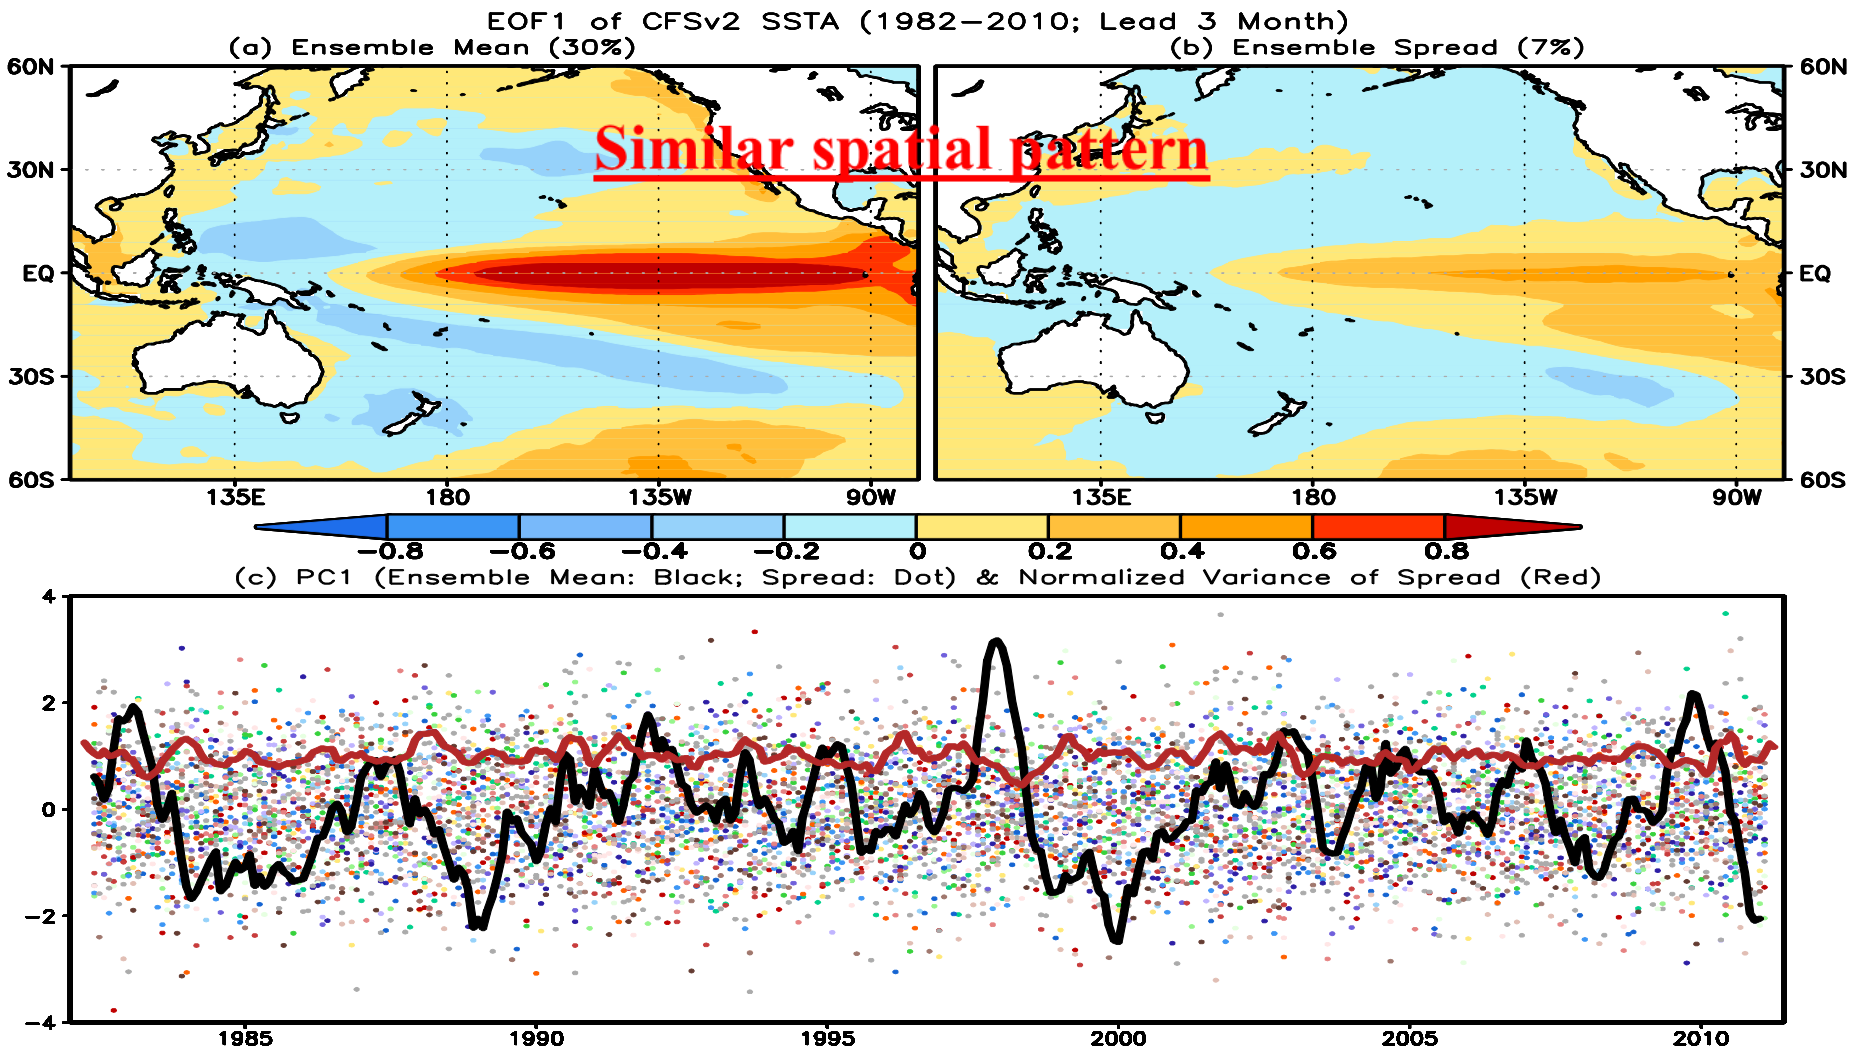 EOF1 of CFSv2 SSTA (1982−2010; Lead 3 Month)
(a) Ensemble Mean (30%) (b) Ensemble Spread (7%)
60N 60N
Similar spatial pattern
30N 30N
EQ EQ
30S 30S
60S 60S
135E 180 135W 90W 135E 180 135W 90W
−0.8 −0.6 −0.4 −0.2 0 0.2 0.4 0.6 0.8
(c) PC1 (Ensemble Mean: Black; Spread: Dot) & Normalized Variance of Spread (Red)
4
2
0
−2
−4
1985 1990 1995 2000 2005 2010